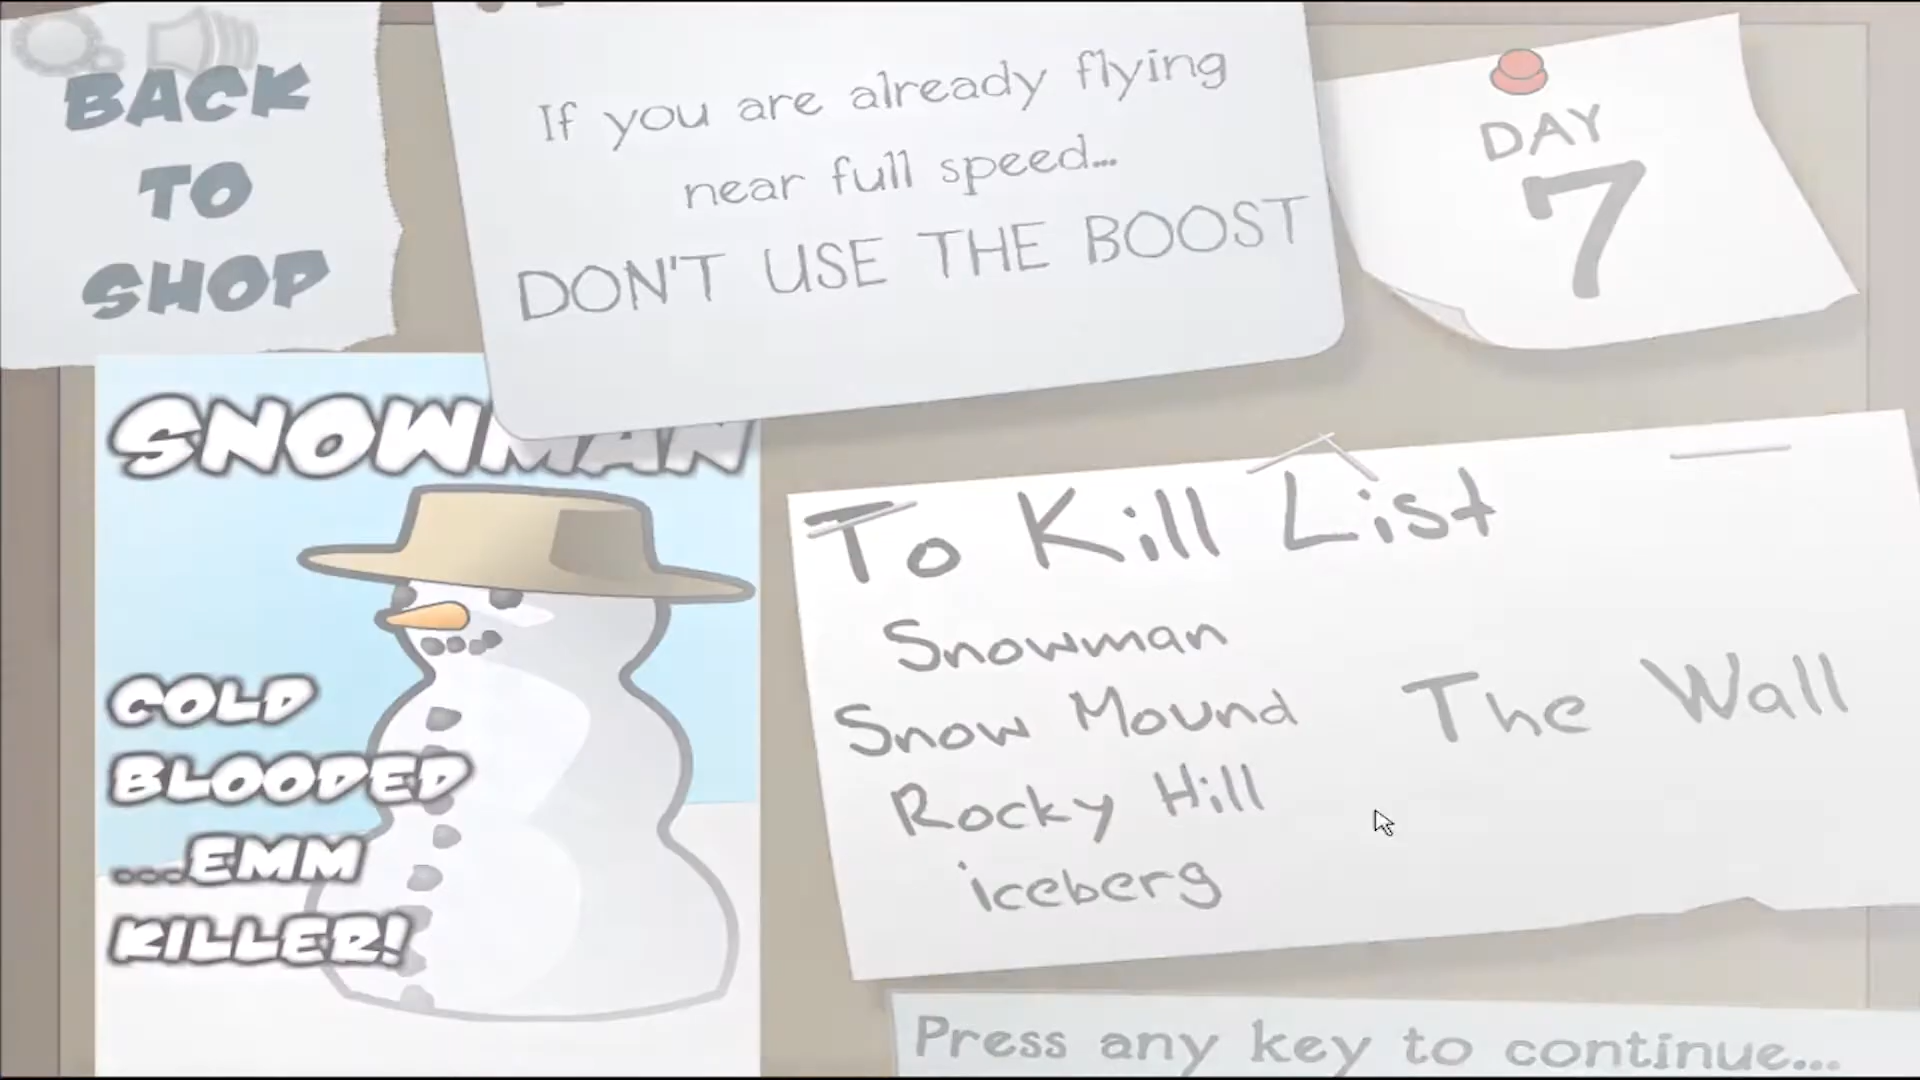 BACK
TO
SHOP
If you are already flying
near full speed...
DON'T USE THE BOOST
DAY
7
SNOWMAN
COLD
BLOODED
...EMM
KILLER!
To Kill List
Snowman
Snow Mound
Rocky Hill
iceberg
The Wall
Press any key to continue...